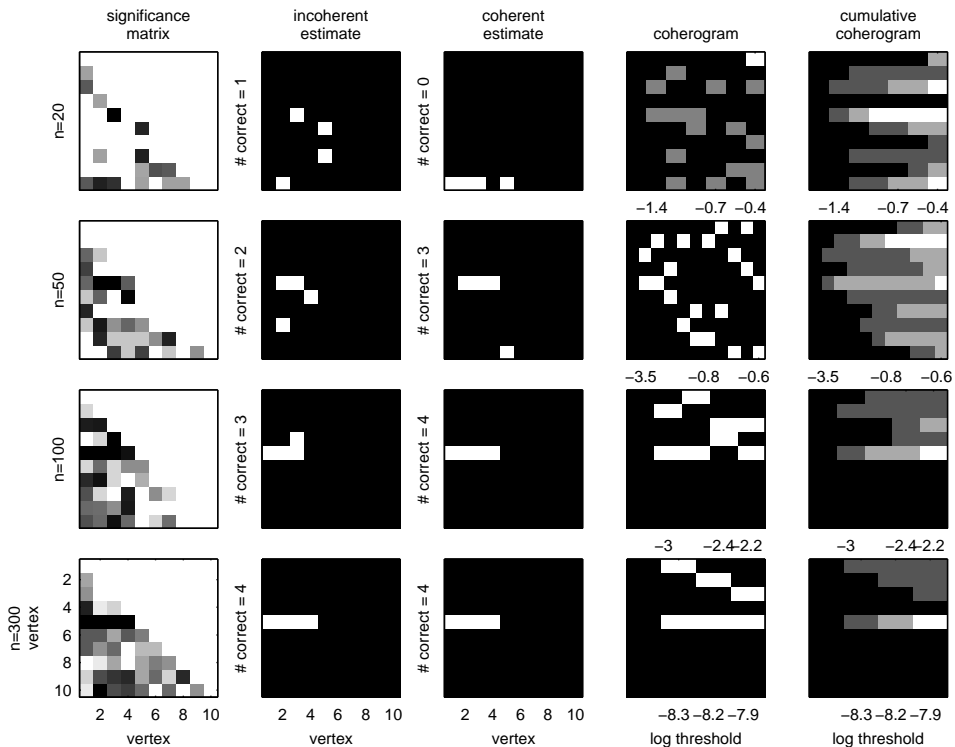 significance
matrix
incoherent
estimate
coherent
estimate
coherogram
cumulative
coherogram
n=20
# correct = 1
# correct = 0
−1.4 −0.7 −0.4
−1.4 −0.7 −0.4
n=50
# correct = 2
# correct = 3
−3.5 −0.8 −0.6
−3.5 −0.8 −0.6
n=100
# correct = 3
# correct = 4
−3 −2.4 −2.2
−3 −2.4 −2.2
n=300
vertex
2
4
6
8
10
# correct = 4
# correct = 4
2 4 6 8 10
2 4 6 8 10
2 4 6 8 10
−8.3 −8.2 −7.9
−8.3 −8.2 −7.9
vertex
vertex
vertex
log threshold
log threshold